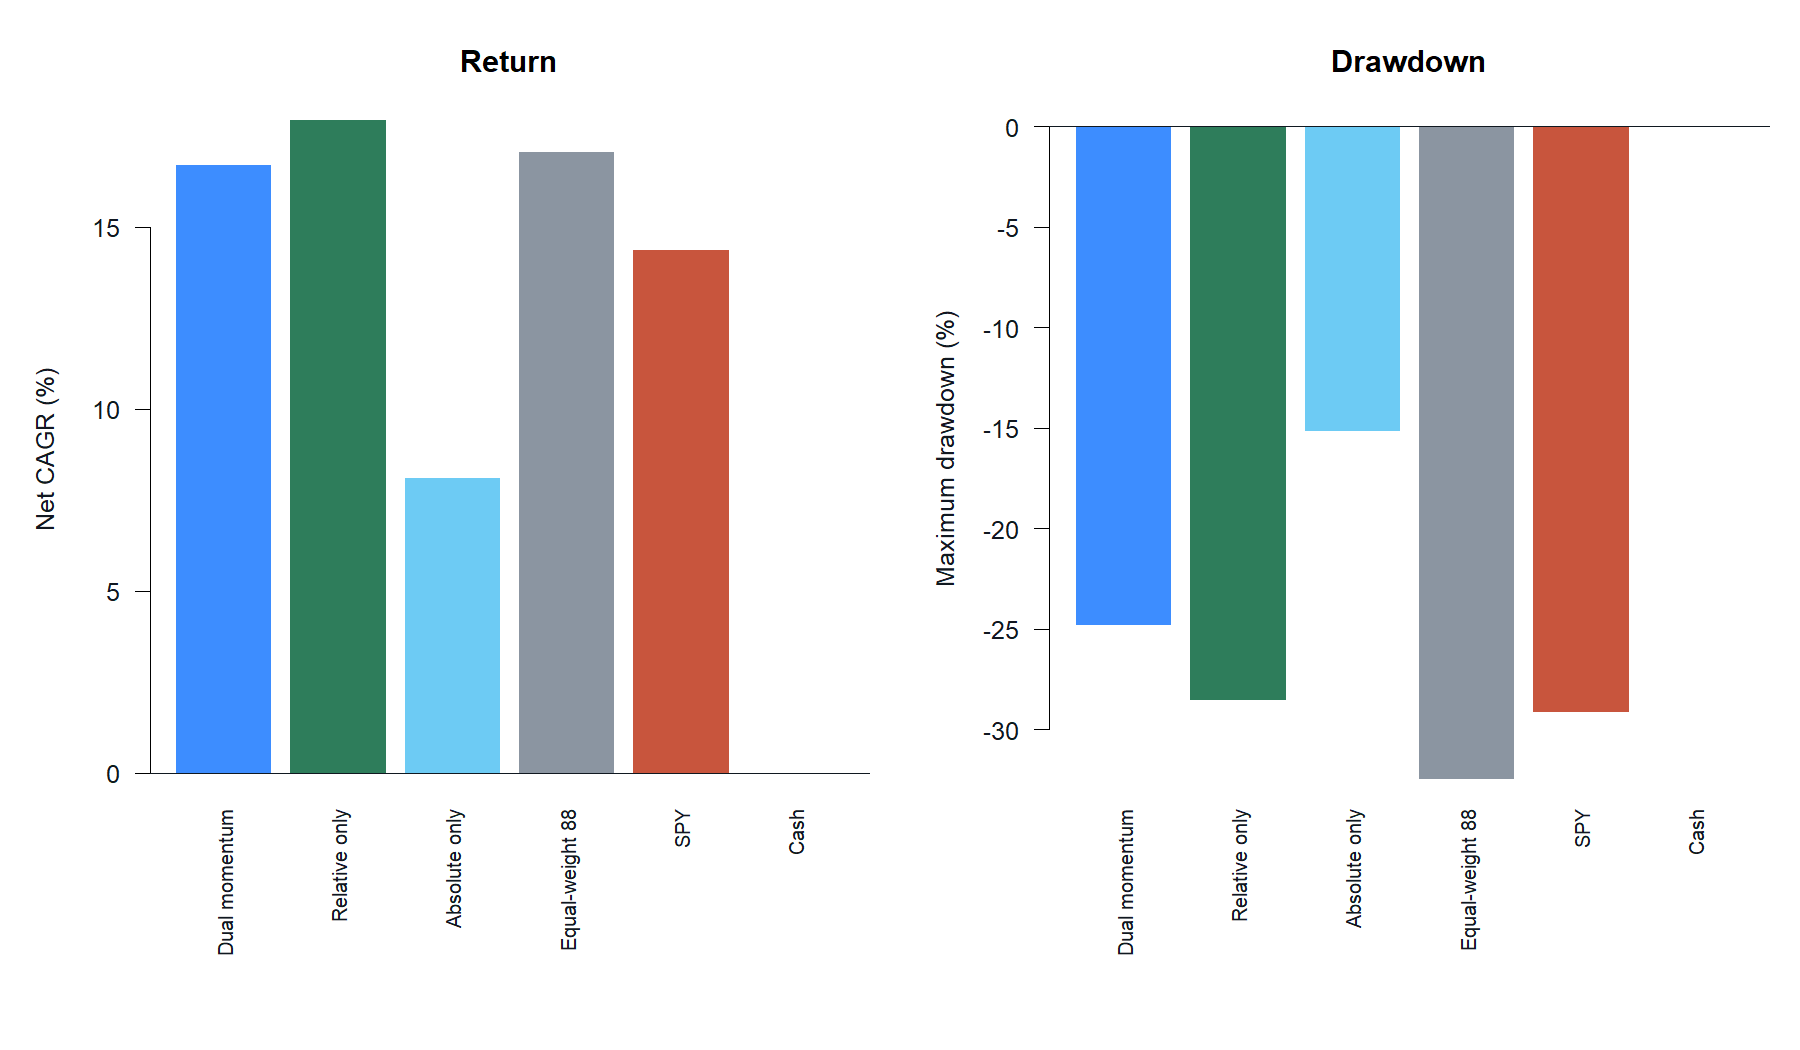 Return
Net CAGR (%)
15
10
5
0
Dual momentum
Relative only
Absolute only
Equal-weight 88
SPY
Cash
Drawdown
Maximum drawdown (%)
0
-5
-10
-15
-20
-25
-30
Dual momentum
Relative only
Absolute only
Equal-weight 88
SPY
Cash